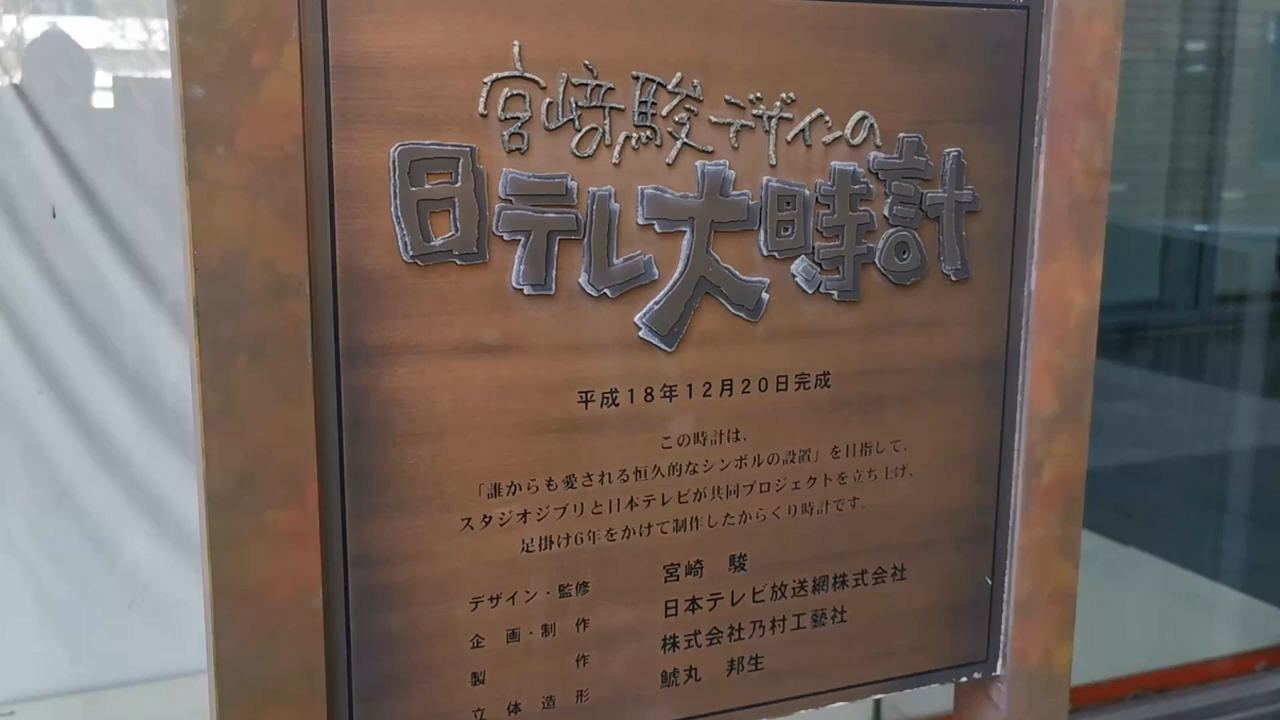 宮﨑駿デザインの
日テレ大時計
平成18年12月20日完成
この時計は、
「誰からも愛される恒久的なシンボルの設置」を目指して、
スタジオジブリと日本テレビが共同プロジェクトを立ち上げ、
足掛け6年をかけて制作したからくり時計です。
デザイン・監修 宮崎 駿
企画・制作 日本テレビ放送網株式会社
製作 株式会社乃村工藝社
立体造形 鯱丸 邦生